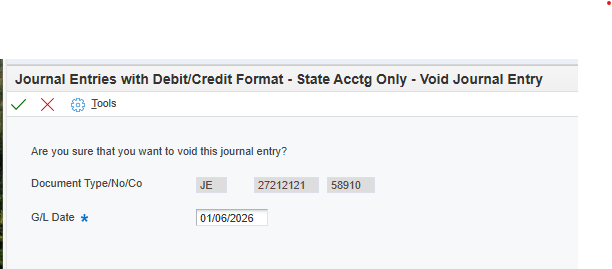 Journal Entries with Debit/Credit Format - State Acctg Only - Void Journal Entry
Tools
Are you sure that you want to void this journal entry?
Document Type/No/Co JE 27212121 58910
G/L Date * 01/06/2026